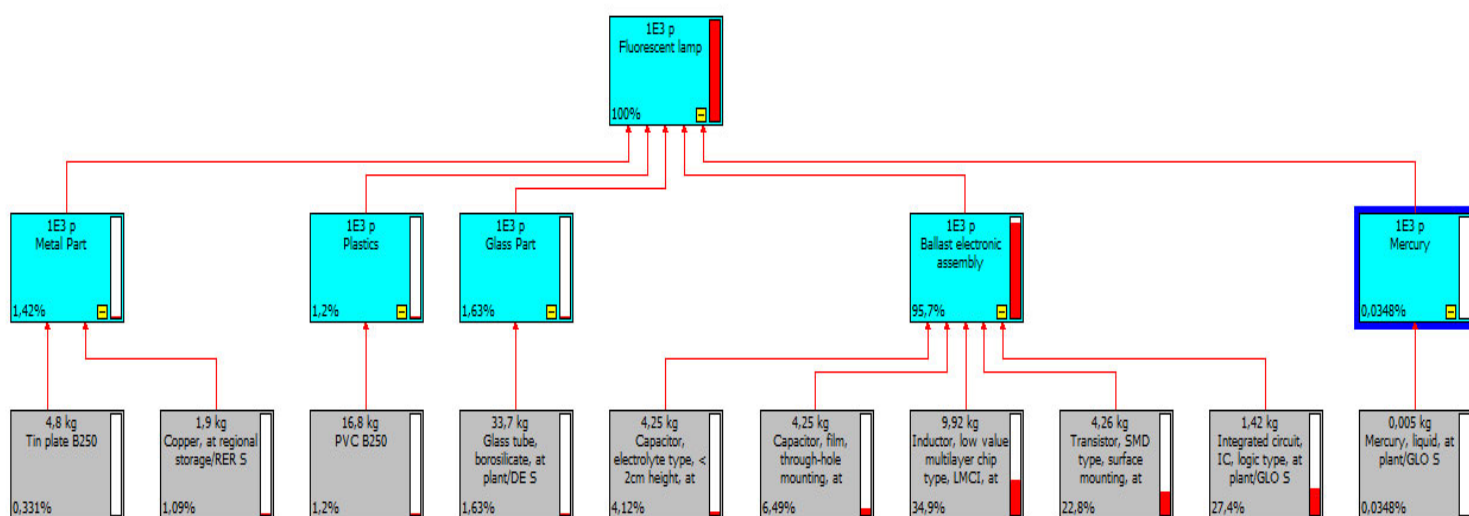 1E3 p
Fluorescent lamp
100%
1E3 p
Metal Part
1,42%
1E3 p
Plastics
1,2%
1E3 p
Glass Part
1,63%
1E3 p
Ballast electronic
assembly
95,7%
1E3 p
Mercury
0,0348%
4,8 kg
Tin plate B250
0,331%
1,9 kg
Copper, at regional
storage/RER S
1,09%
16,8 kg
PVC B250
1,2%
33,7 kg
Glass tube,
borosilicate, at
plant/DE S
1,63%
4,25 kg
Capacitor,
electrolyte type, <
2cm height, at
4,12%
4,25 kg
Capacitor, film,
through-hole
mounting, at
6,49%
9,92 kg
Inductor, low value
multilayer chip
type, LMCI, at
34,9%
4,26 kg
Transistor, SMD
type, surface
mounting, at
22,8%
1,42 kg
Integrated circuit,
IC, logic type, at
plant/GLO S
27,4%
0,005 kg
Mercury, liquid, at
plant/GLO S
0,0348%